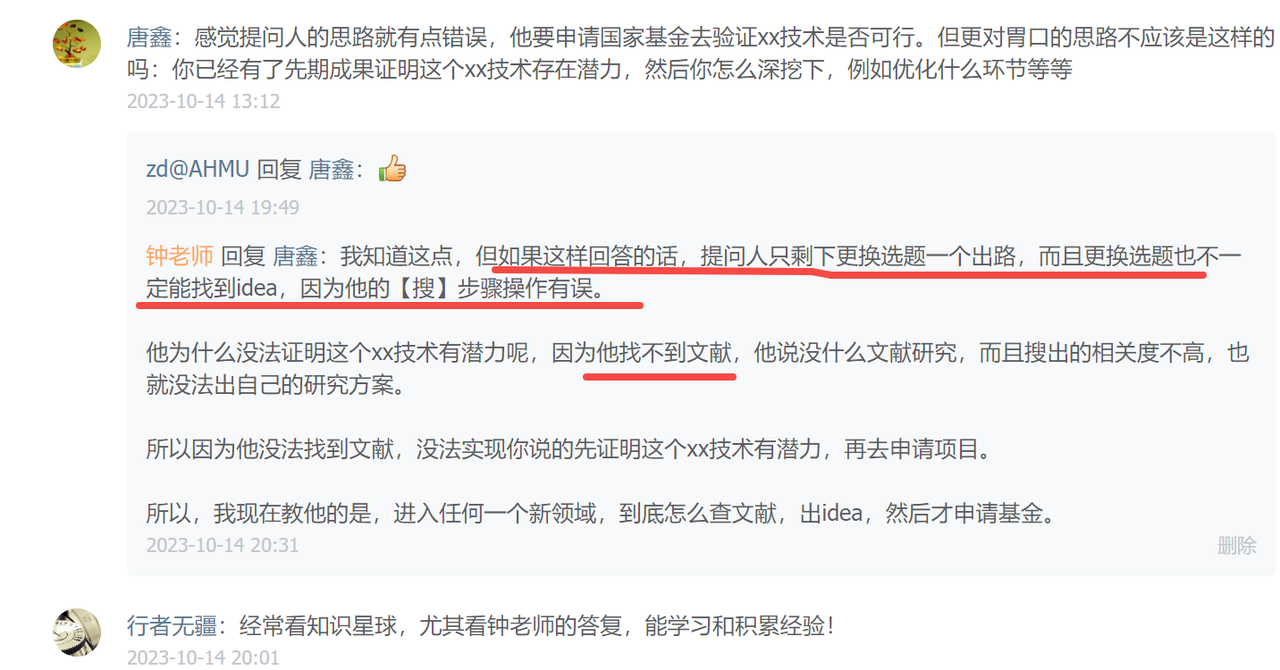 唐鑫：感觉提问人的思路就有点错误，他要申请国家基金去验证xx技术是否可行。但更对胃口的思路不应该是这样的
吗：你已经有了先期成果证明这个xx技术存在潜力，然后你怎么深挖下，例如优化什么环节等等
2023-10-14 13:12
zd@AHMU 回复 唐鑫：👍
2023-10-14 19:49
钟老师 回复 唐鑫：我知道这点，但如果这样回答的话，提问人只剩下更换选题一个出路，而且更换选题也不一
定能找到idea，因为他的【搜】步骤操作有误。
他为什么没法证明这个xx技术有潜力呢，因为他找不到文献，他说没什么文献研究，而且搜出的相关度不高，也
就没法出自己的研究方案。
所以因为他没法找到文献，没法实现你说的先证明这个xx技术有潜力，再去申请项目。
所以，我现在教他的是，进入任何一个新领域，到底怎么查文献，出idea，然后才申请基金。
2023-10-14 20:31
删除
行者无疆：经常看知识星球，尤其看钟老师的答复，能学习和积累经验！
2023-10-14 20:01